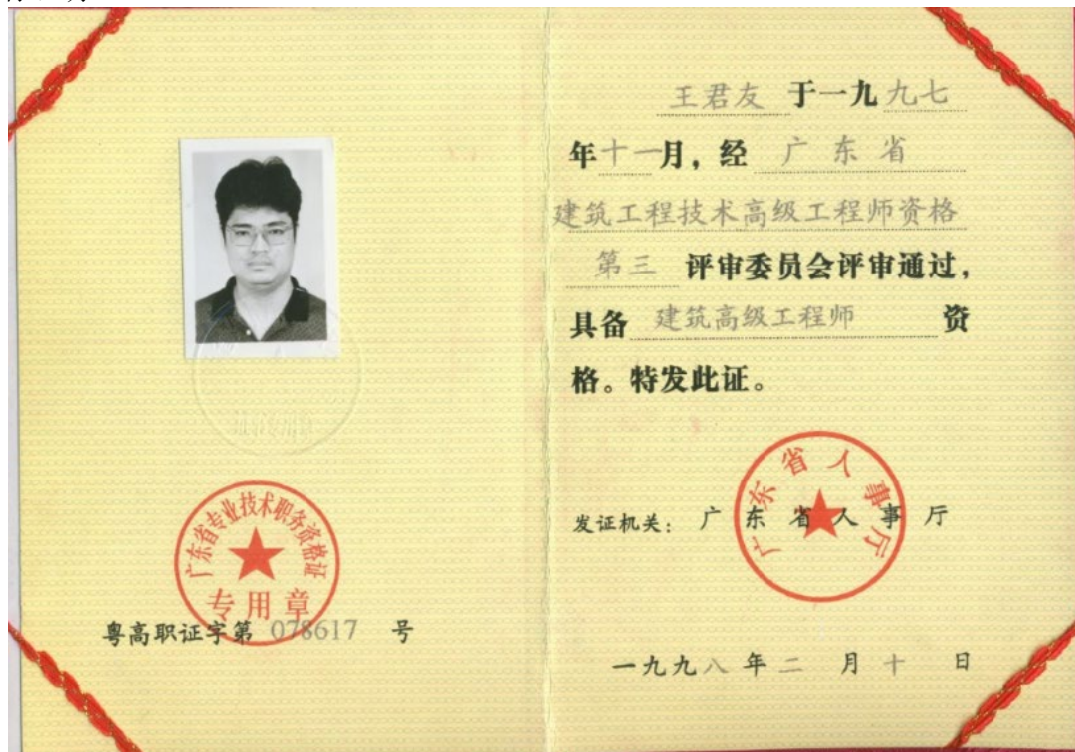 广东省专业技术职务资格证
专用章
粤高职证字第 078617 号
王君友 于一九九七
年十一月，经 广东省
建筑工程技术高级工程师资格
第三 评审委员会评审通过，
具备 建筑高级工程师 资
格。特发此证。
广东省人事厅
发证机关：广东省人事厅
一九九八年二月十日